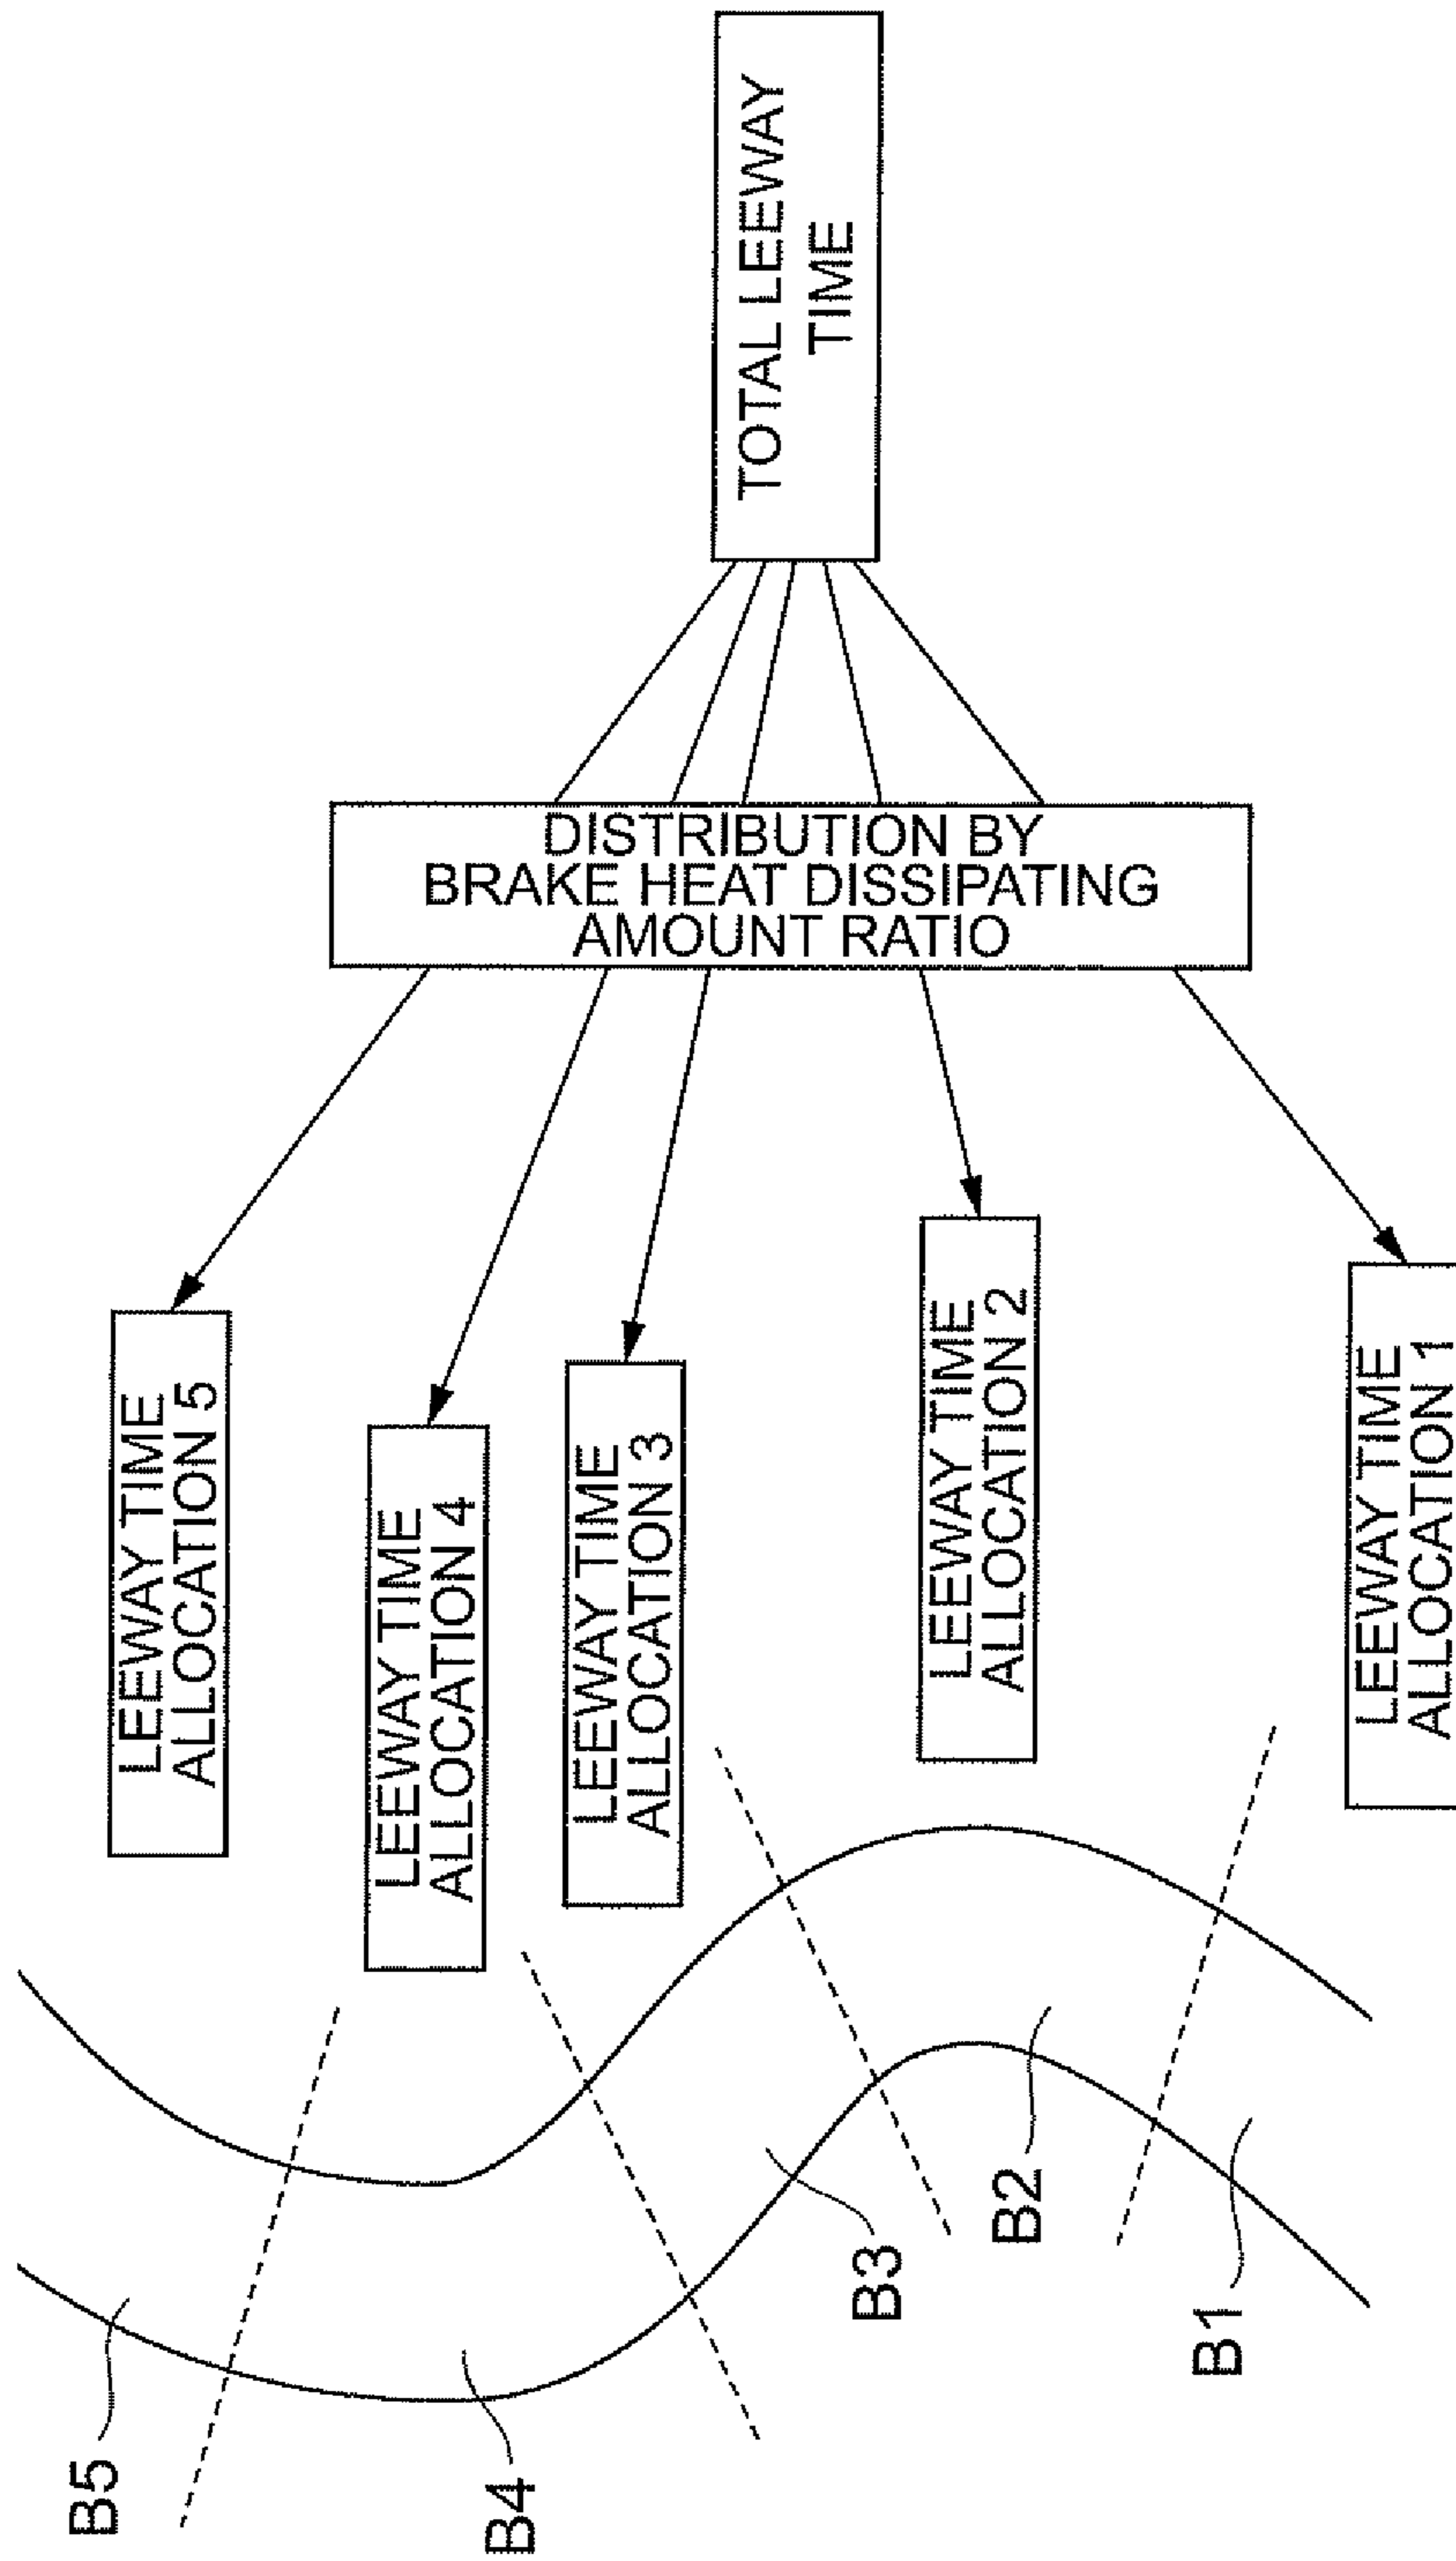 TOTAL LEEWAY
TIME
DISTRIBUTION BY
BRAKE HEAT DISSIPATING
AMOUNT RATIO
LEEWAY TIME
ALLOCATION 5
LEEWAY TIME
ALLOCATION 4
LEEWAY TIME
ALLOCATION 3
LEEWAY TIME
ALLOCATION 2
LEEWAY TIME
ALLOCATION 1
B5
B4
B3
B2
B1